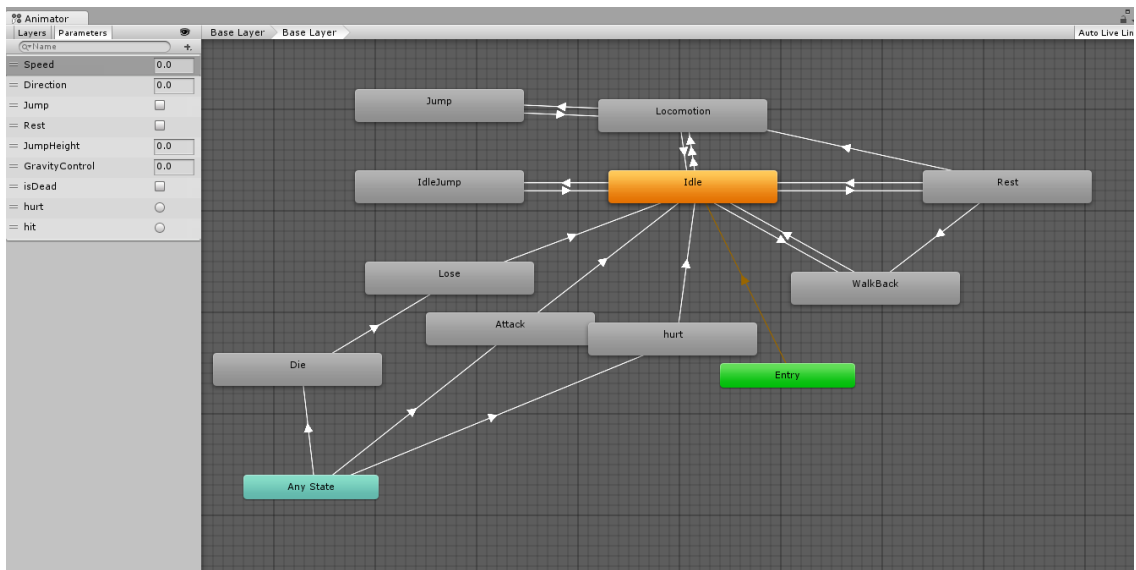 Animator
Layers Parameters
Base Layer Base Layer
Auto Live Lin
Name
Speed 0.0
Direction 0.0
Jump
Rest
JumpHeight 0.0
GravityControl 0.0
isDead
hurt
hit
Jump
Locomotion
IdleJump
Idle
Rest
Lose
WalkBack
Attack
hurt
Die
Entry
Any State